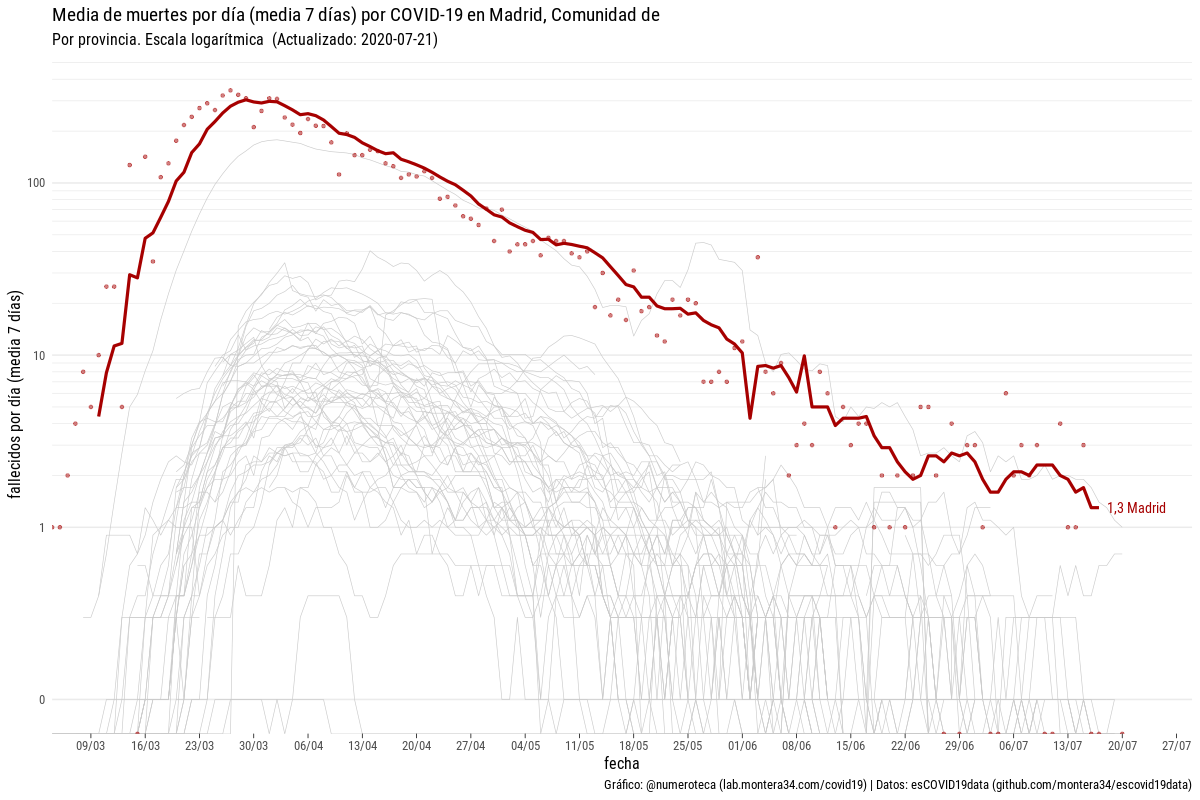 Media de muertes por día (media 7 días) por COVID-19 en Madrid, Comunidad de
Por provincia. Escala logarítmica (Actualizado: 2020-07-21)
fallecidos por día (media 7 días)
100
10
1
0
1,3 Madrid
09/03 16/03 23/03 30/03 06/04 13/04 20/04 27/04 04/05 11/05 18/05 25/05 01/06 08/06 15/06 22/06 29/06 06/07 13/07 20/07 27/07
fecha
Gráfico: @numeroteca (lab.montera34.com/covid19) | Datos: esCOVID19data (github.com/montera34/escovid19data)